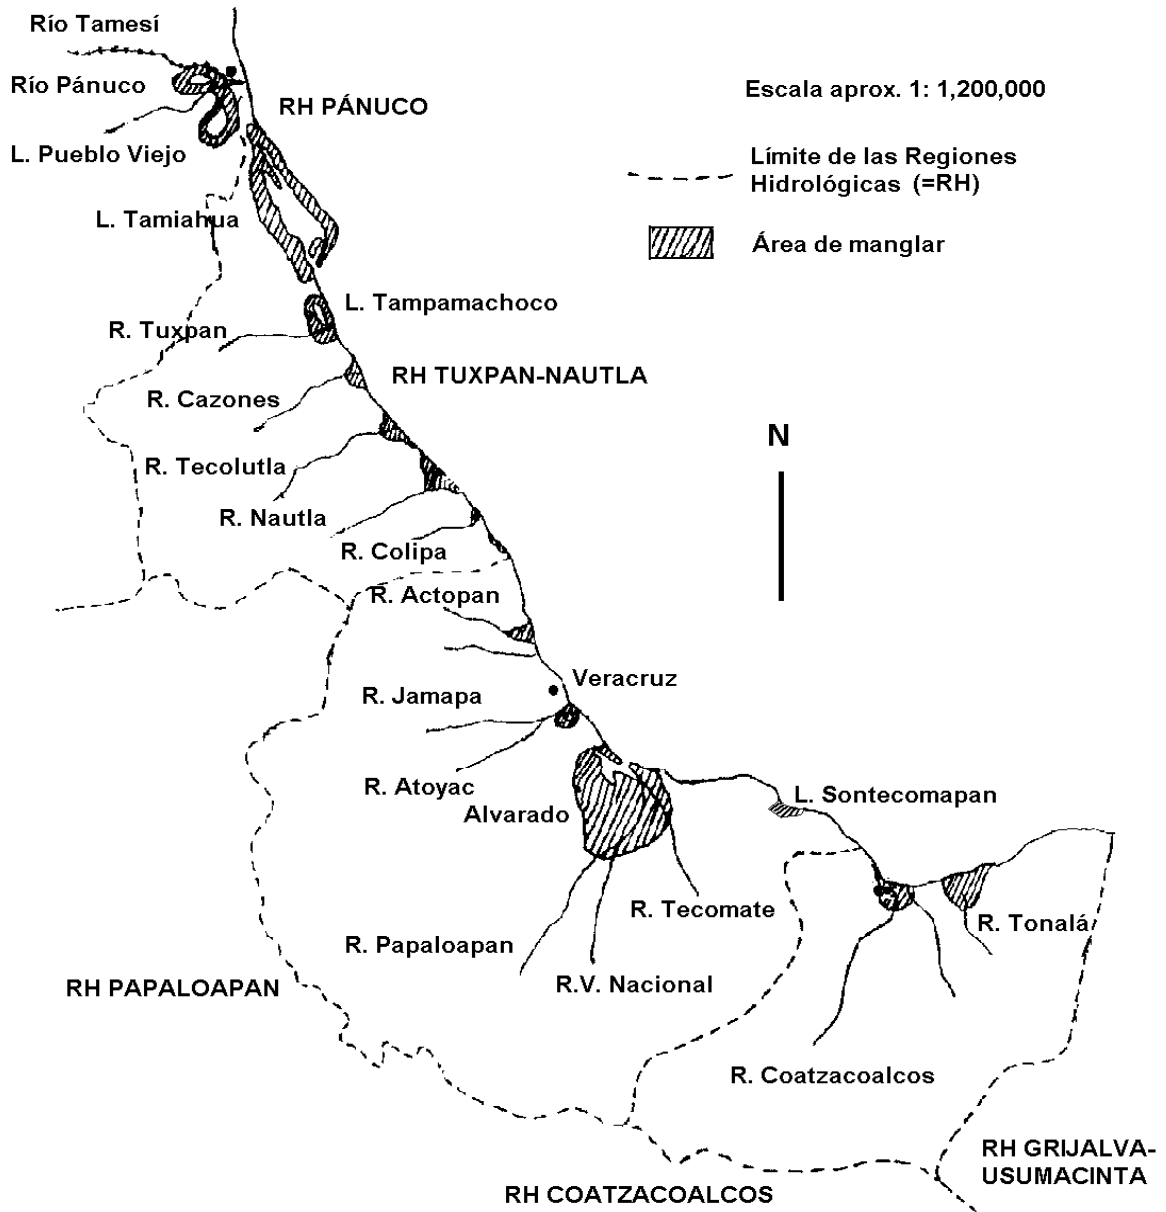 Río Tamesí
Río Pánuco
Escala aprox. 1: 1,200,000
RH PÁNUCO
L. Pueblo Viejo
Límite de las Regiones
Hidrológicas (=RH)
L. Tamiahua
Área de manglar
L. Tampamachoco
R. Tuxpan
RH TUXPAN-NAUTLA
R. Cazones
N
R. Tecolutla
R. Nautla
R. Colipa
R. Actopan
Veracruz
R. Jamapa
R. Atoyac
L. Sontecomapan
Alvarado
R. Tecomate
R. Tonalá
R. Papaloapan
R.V. Nacional
RH PAPALOAPAN
R. Coatzacoalcos
RH GRIJALVA-
USUMACINTA
RH COATZACOALCOS